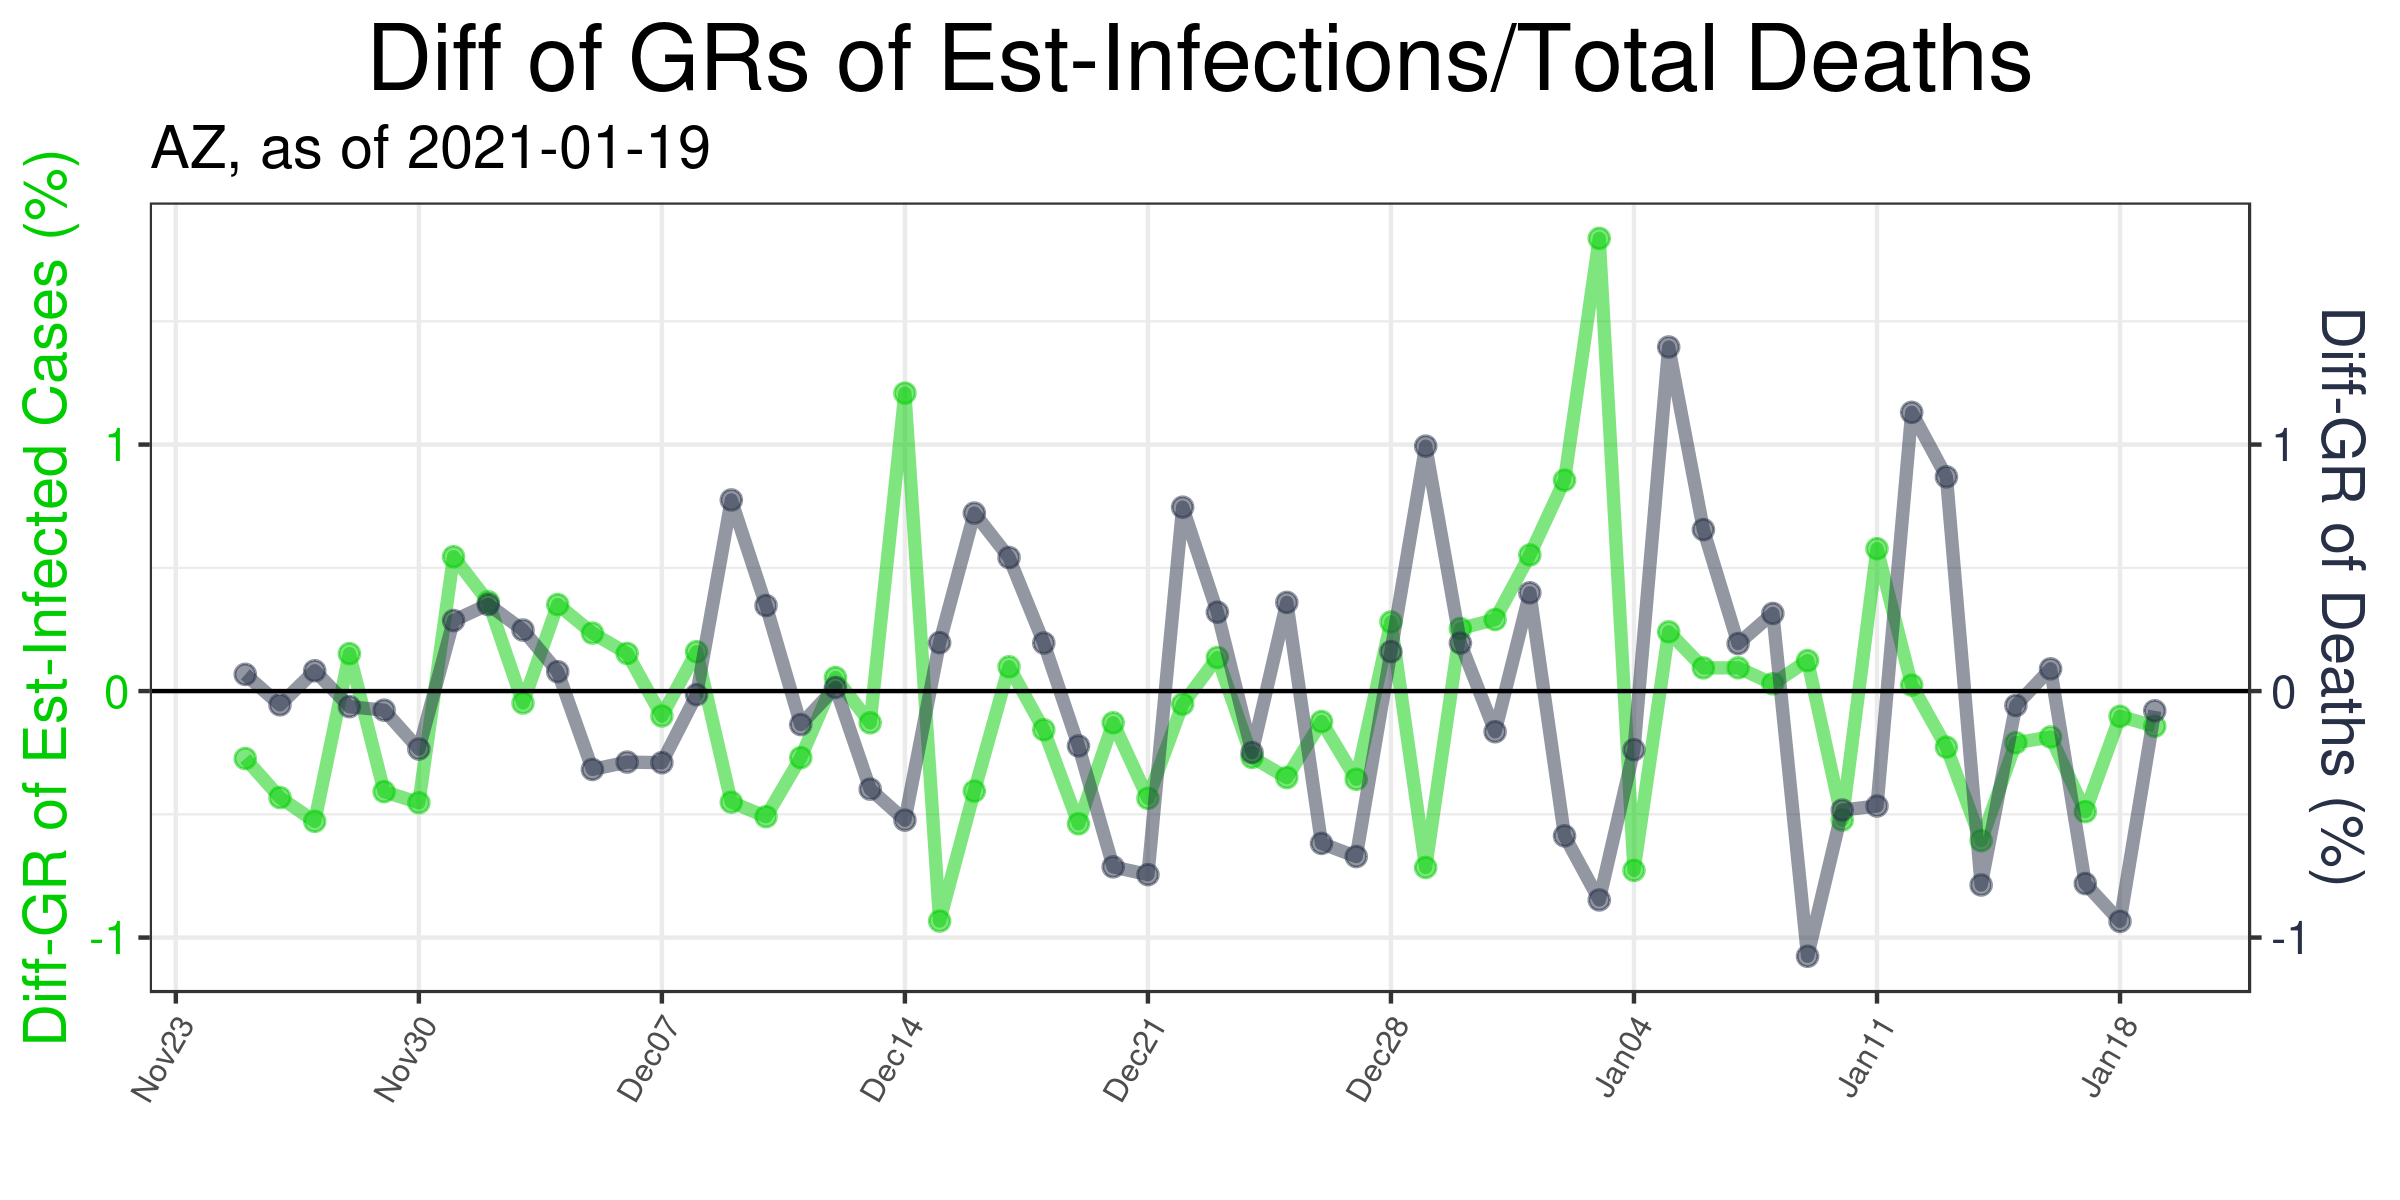 Diff of GRs of Est-Infections/Total Deaths
AZ, as of 2021-01-19
Diff-GR of Est-Infected Cases (%)
1
0
-1
1
0
-1
Diff-GR of Deaths (%)
Nov23
Nov30
Dec07
Dec14
Dec21
Dec28
Jan04
Jan11
Jan18